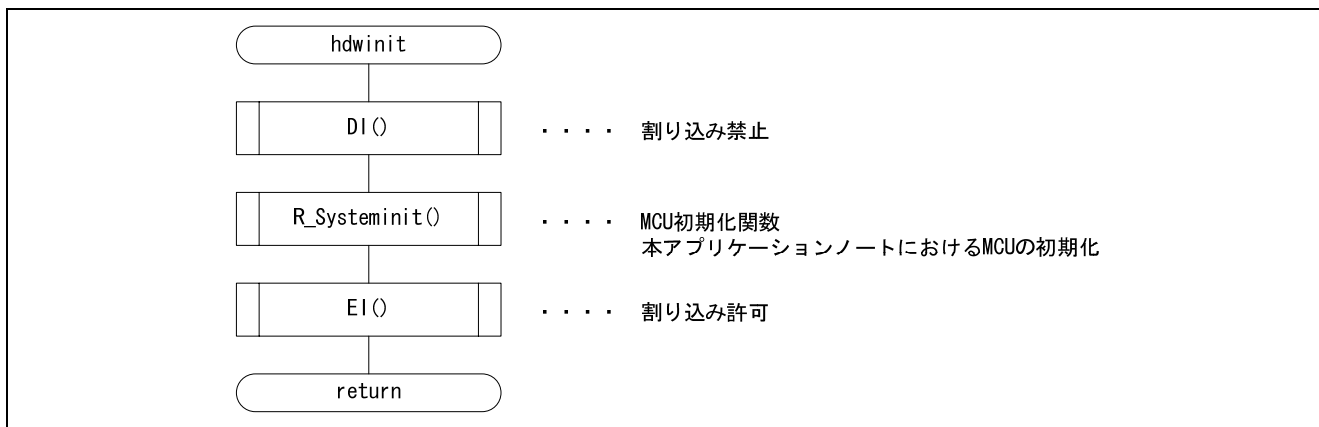 hdwinit
DI() ・・・・ 割り込み禁止
R_Systeminit() ・・・・ MCU初期化関数
本アプリケーションノートにおけるMCUの初期化
EI() ・・・・ 割り込み許可
return